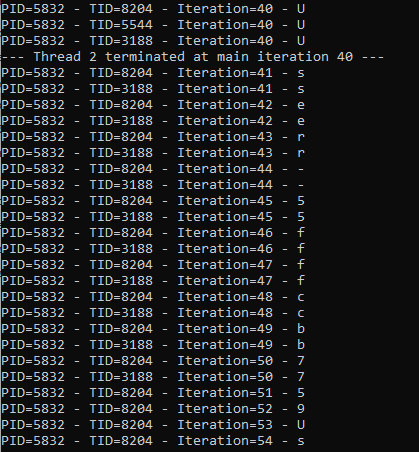 PID=5832 - TID=8204 - Iteration=40 - U
PID=5832 - TID=5544 - Iteration=40 - U
PID=5832 - TID=3188 - Iteration=40 - U
--- Thread 2 terminated at main iteration 40 ---
PID=5832 - TID=8204 - Iteration=41 - s
PID=5832 - TID=3188 - Iteration=41 - s
PID=5832 - TID=8204 - Iteration=42 - e
PID=5832 - TID=3188 - Iteration=42 - e
PID=5832 - TID=8204 - Iteration=43 - r
PID=5832 - TID=3188 - Iteration=43 - r
PID=5832 - TID=8204 - Iteration=44 - -
PID=5832 - TID=3188 - Iteration=44 - -
PID=5832 - TID=8204 - Iteration=45 - 5
PID=5832 - TID=3188 - Iteration=45 - 5
PID=5832 - TID=8204 - Iteration=46 - f
PID=5832 - TID=3188 - Iteration=46 - f
PID=5832 - TID=8204 - Iteration=47 - f
PID=5832 - TID=3188 - Iteration=47 - f
PID=5832 - TID=8204 - Iteration=48 - c
PID=5832 - TID=3188 - Iteration=48 - c
PID=5832 - TID=8204 - Iteration=49 - b
PID=5832 - TID=3188 - Iteration=49 - b
PID=5832 - TID=8204 - Iteration=50 - 7
PID=5832 - TID=3188 - Iteration=50 - 7
PID=5832 - TID=8204 - Iteration=51 - 5
PID=5832 - TID=8204 - Iteration=52 - 9
PID=5832 - TID=8204 - Iteration=53 - U
PID=5832 - TID=8204 - Iteration=54 - s